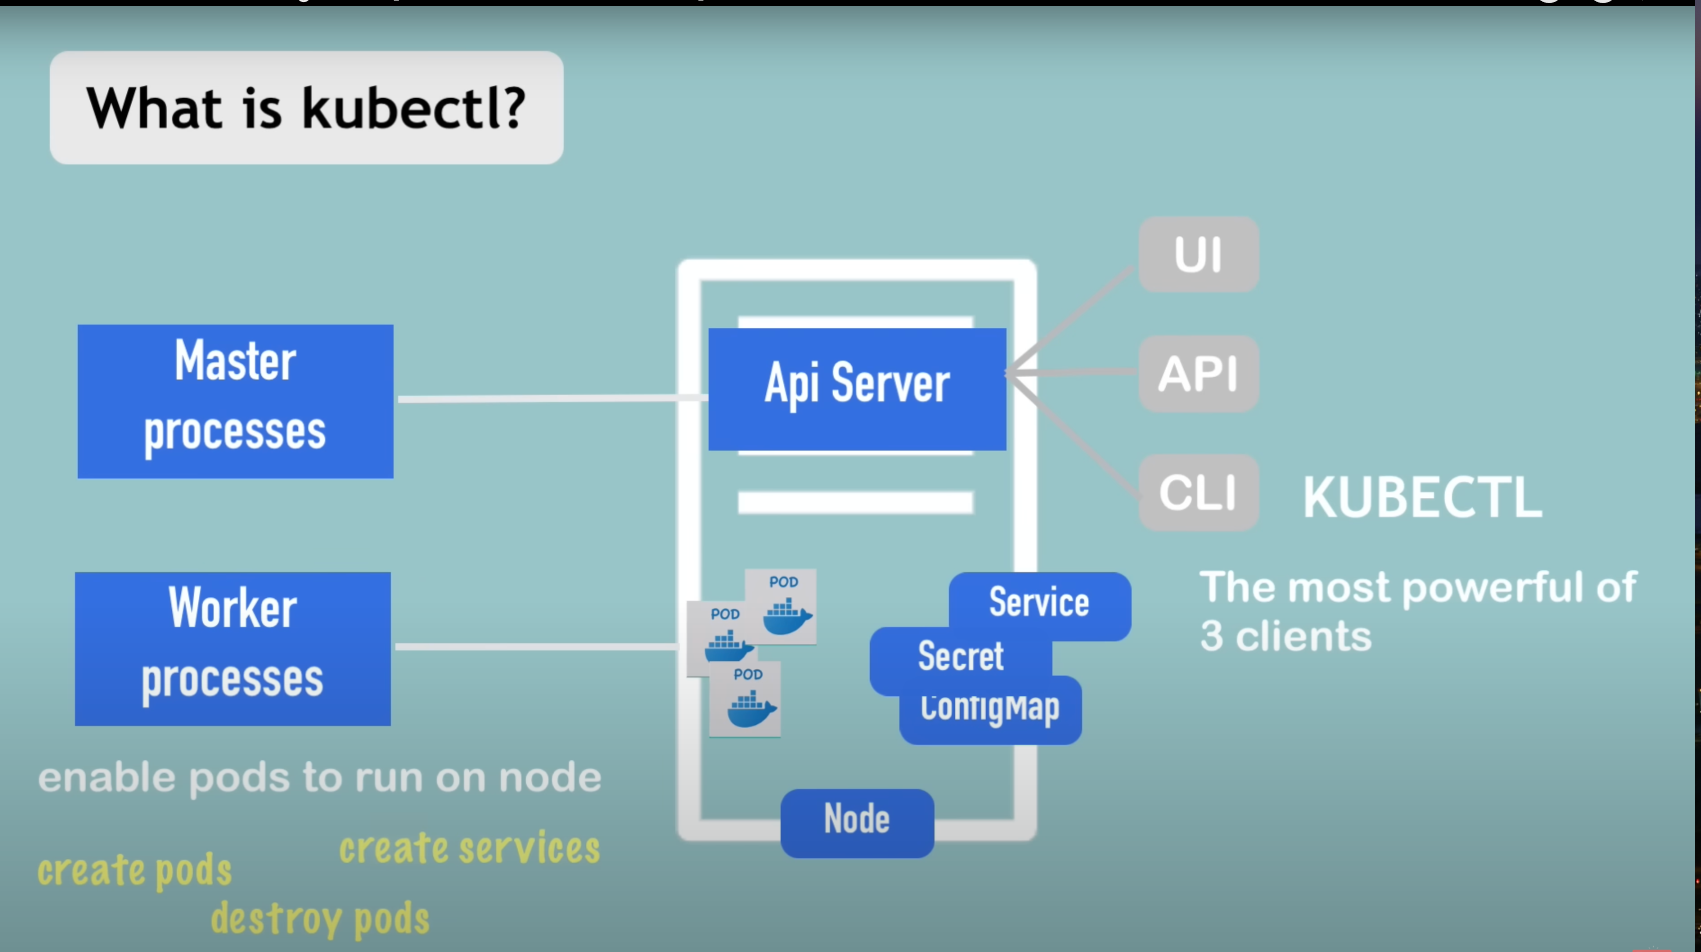 What is kubectl?
UI
Master
processes
Api Server
API
CLI
KUBECTL
The most powerful of
3 clients
Worker
processes
POD
POD
POD
Service
Secret
ConfigMap
enable pods to run on node
Node
create services
create pods
destroy pods